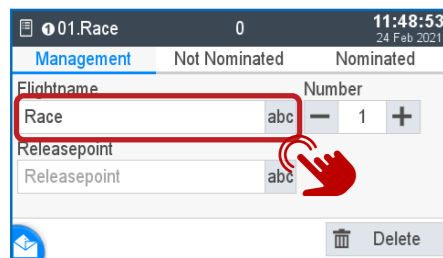 ❶01.Race 0 11:48:53
24 Feb 2021
Management Not Nominated Nominated
Flightname Number
Race abc 1
Releasepoint
Releasepoint abc
Delete